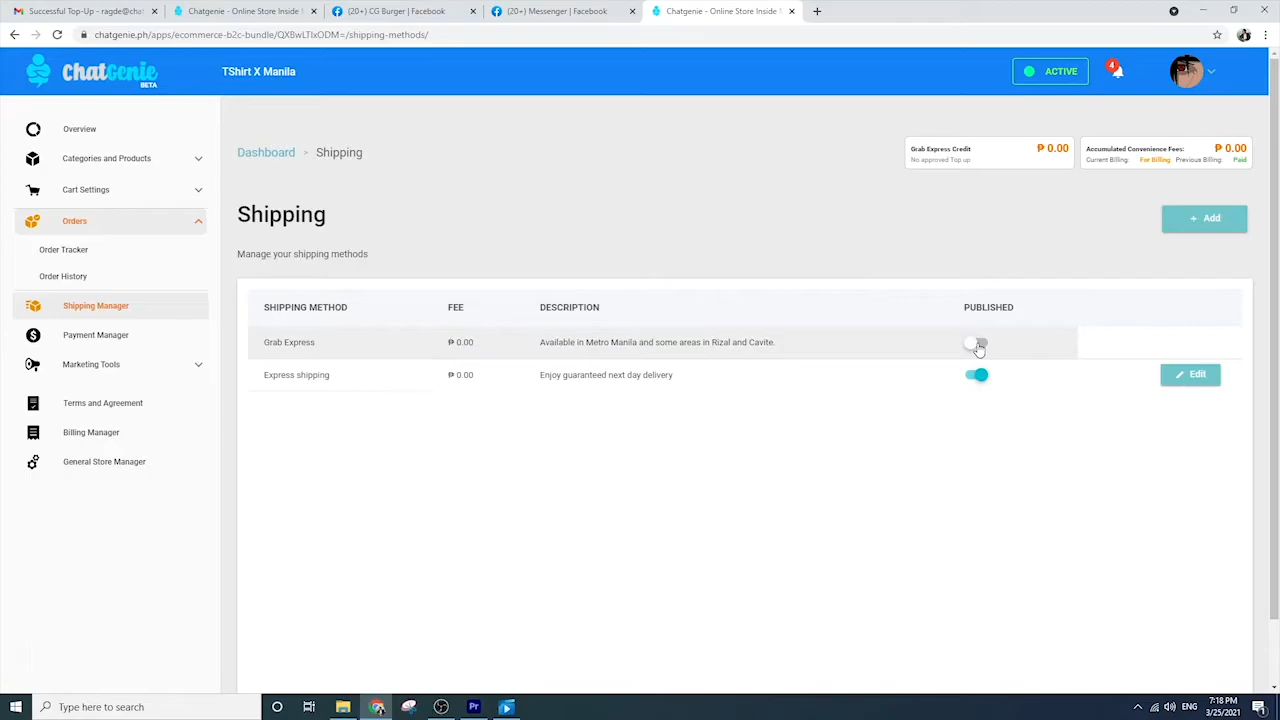 Successful Top-Up - ragde@chat
Chatgenie - Online Store Inside
(20+) CG Burger | Facebook
(20+) Messenger | Facebook
Chatgenie - Online Store Inside
chatgenie.ph/apps/ecommerce-b2c-bundle/QXBwLTIxODM=/shipping-methods/
ChatGenie
BETA
TShirt X Manila
ACTIVE
4
Overview
Categories and Products
Cart Settings
Orders
Order Tracker
Order History
Shipping Manager
Payment Manager
Marketing Tools
Terms and Agreement
Billing Manager
General Store Manager
Dashboard > Shipping
Grab Express Credit ₱ 0.00
No approved Top up
Accumulated Convenience Fees: ₱ 0.00
Current Billing: For Billing Previous Billing: Paid
Shipping
+ Add
Manage your shipping methods
SHIPPING METHOD FEE DESCRIPTION PUBLISHED
Grab Express ₱ 0.00 Available in Metro Manila and some areas in Rizal and Cavite.
Express shipping ₱ 0.00 Enjoy guaranteed next day delivery Edit
Type here to search
Pr
ENG
7:18 PM
3/25/2021